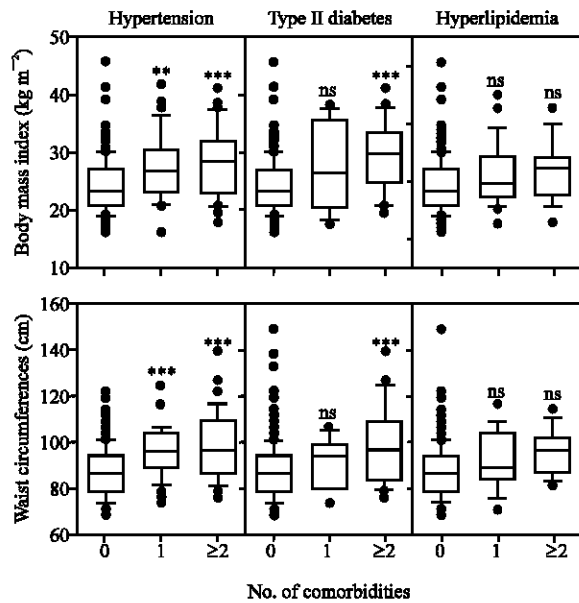 Hypertension Type II diabetes Hyperlipidemia
Body mass index (kg m⁻²)
50
40
30
20
10
** ***
ns ***
ns ns
Waist circumferences (cm)
160
140
120
100
80
60
*** ***
ns ***
ns ns
0 1 ≥2 0 1 ≥2 0 1 ≥2
No. of comorbidities